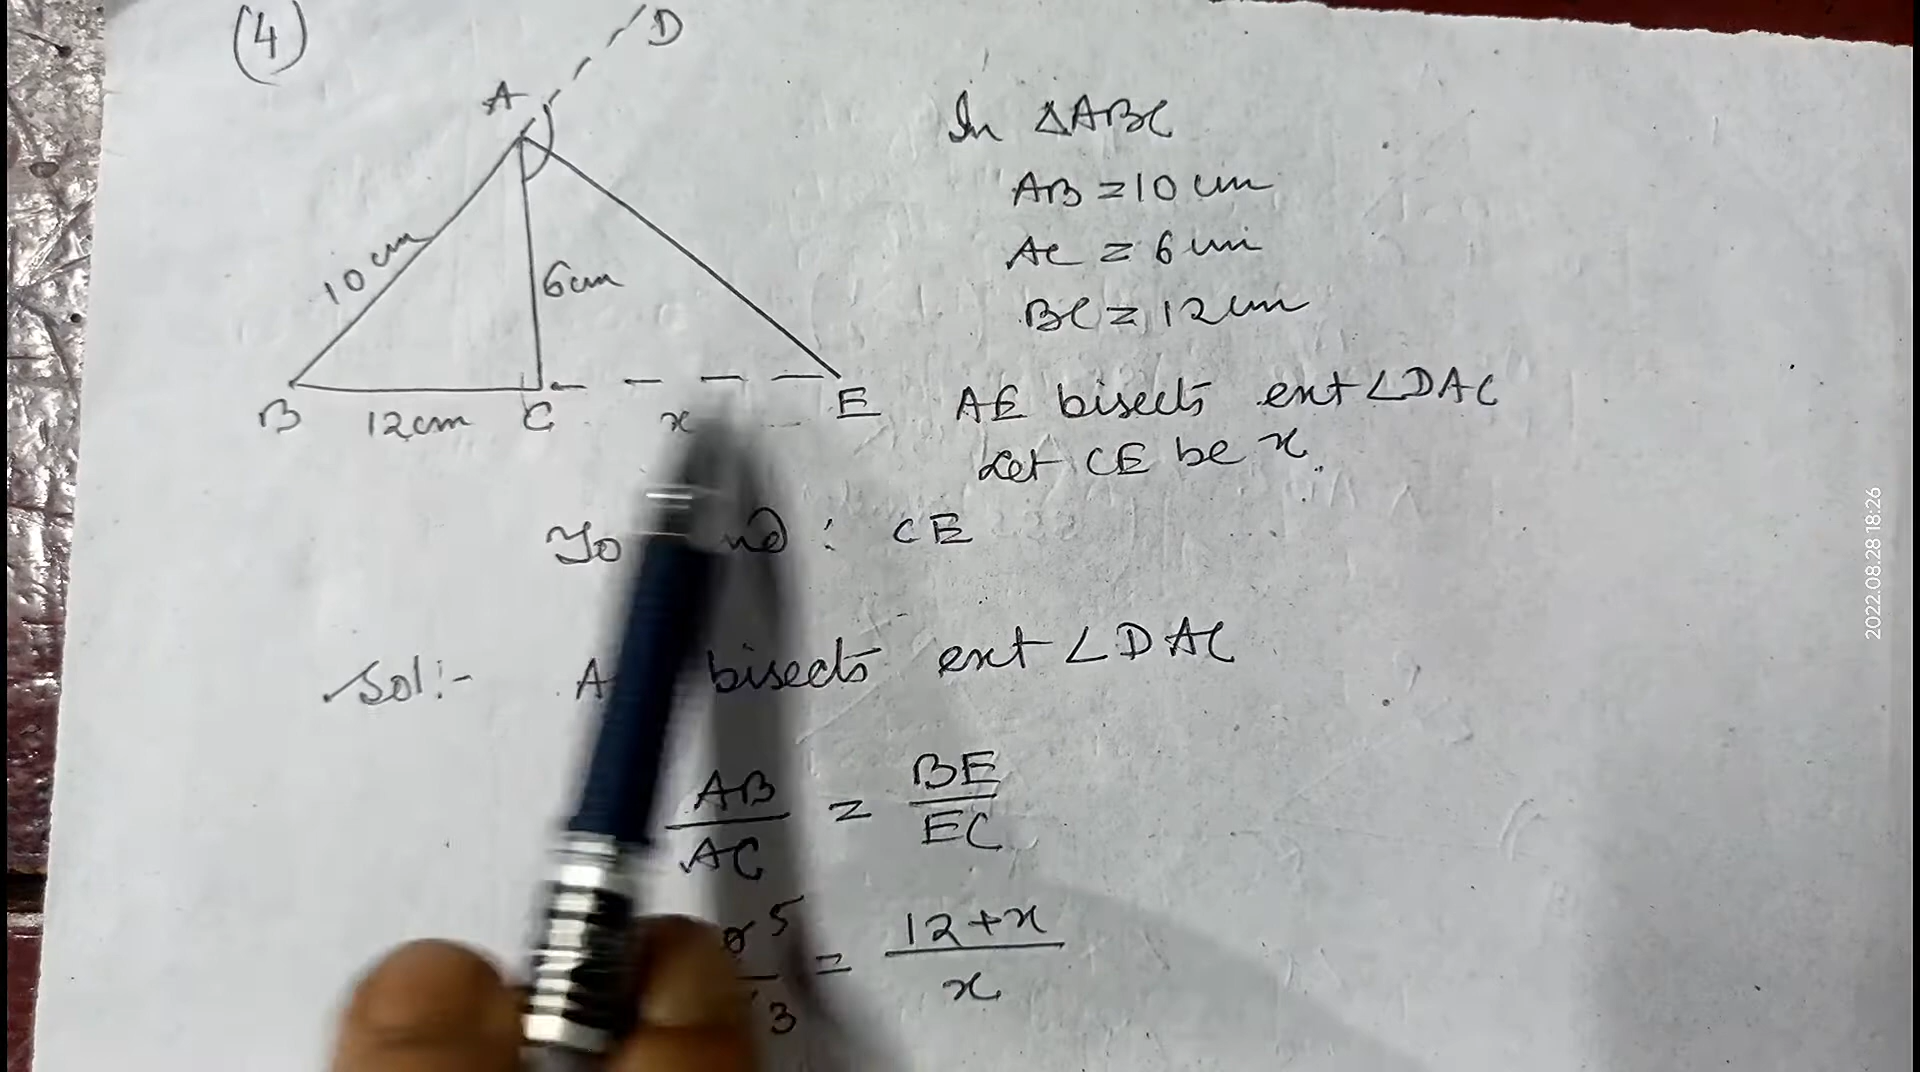 (4)
D
A
In ΔABC
AB = 10 cm
10 cm
6cm
AC = 6 cm
BC = 12 cm
B 12cm C x E
AE bisects ext ∠DAC
Let CE be x.
To : CE
Sol:- bisects ext ∠DAC
AB/AC = BE/EC
5/3 = 12+x/x
2022.08.28 18:26